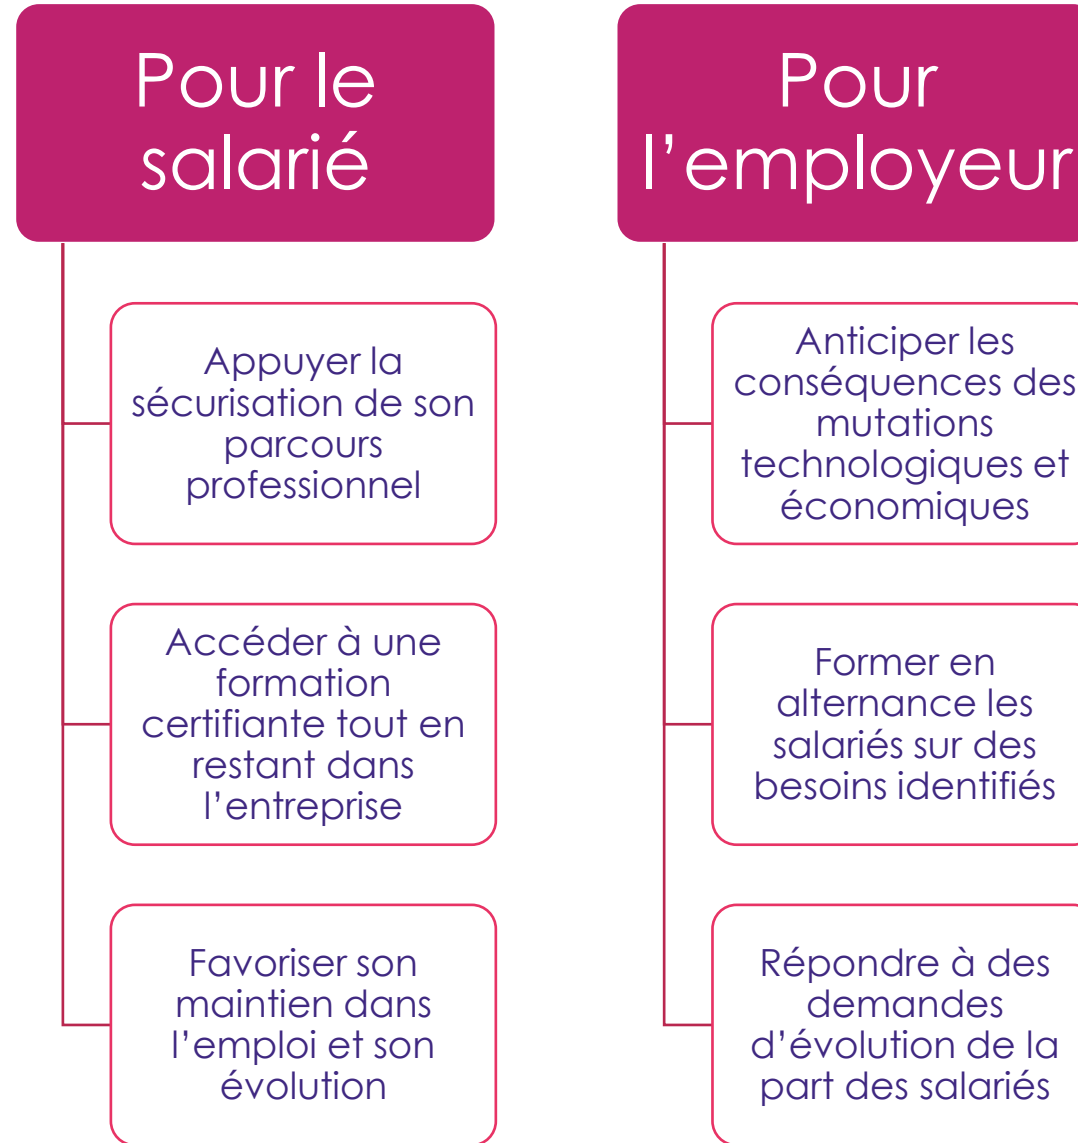 Pour le
salarié
Appuyer la
sécurisation de son
parcours
professionnel
Accéder à une
formation
certifiante tout en
restant dans
l’entreprise
Favoriser son
maintien dans
l’emploi et son
évolution
Pour
l’employeur
Anticiper les
conséquences des
mutations
technologiques et
économiques
Former en
alternance les
salariés sur des
besoins identifiés
Répondre à des
demandes
d’évolution de la
part des salariés